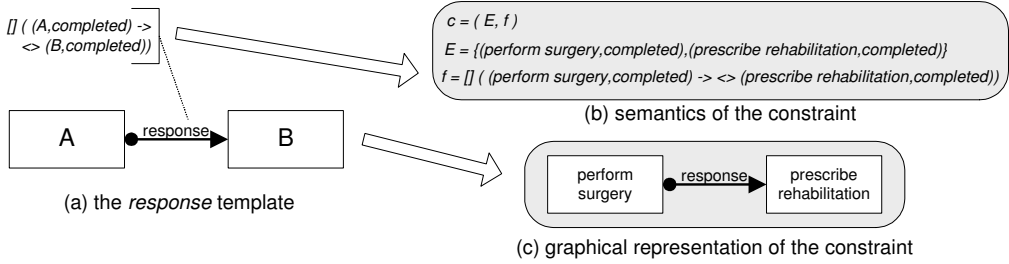 [] ( (A,completed) ->
<> (B,completed))
A
response
B
(a) the response template
c = ( E, f )
E = {(perform surgery,completed),(prescribe rehabilitation,completed)}
f = [] ( (perform surgery,completed) -> <> (prescribe rehabilitation,completed))
(b) semantics of the constraint
perform
surgery
response
prescribe
rehabilitation
(c) graphical representation of the constraint